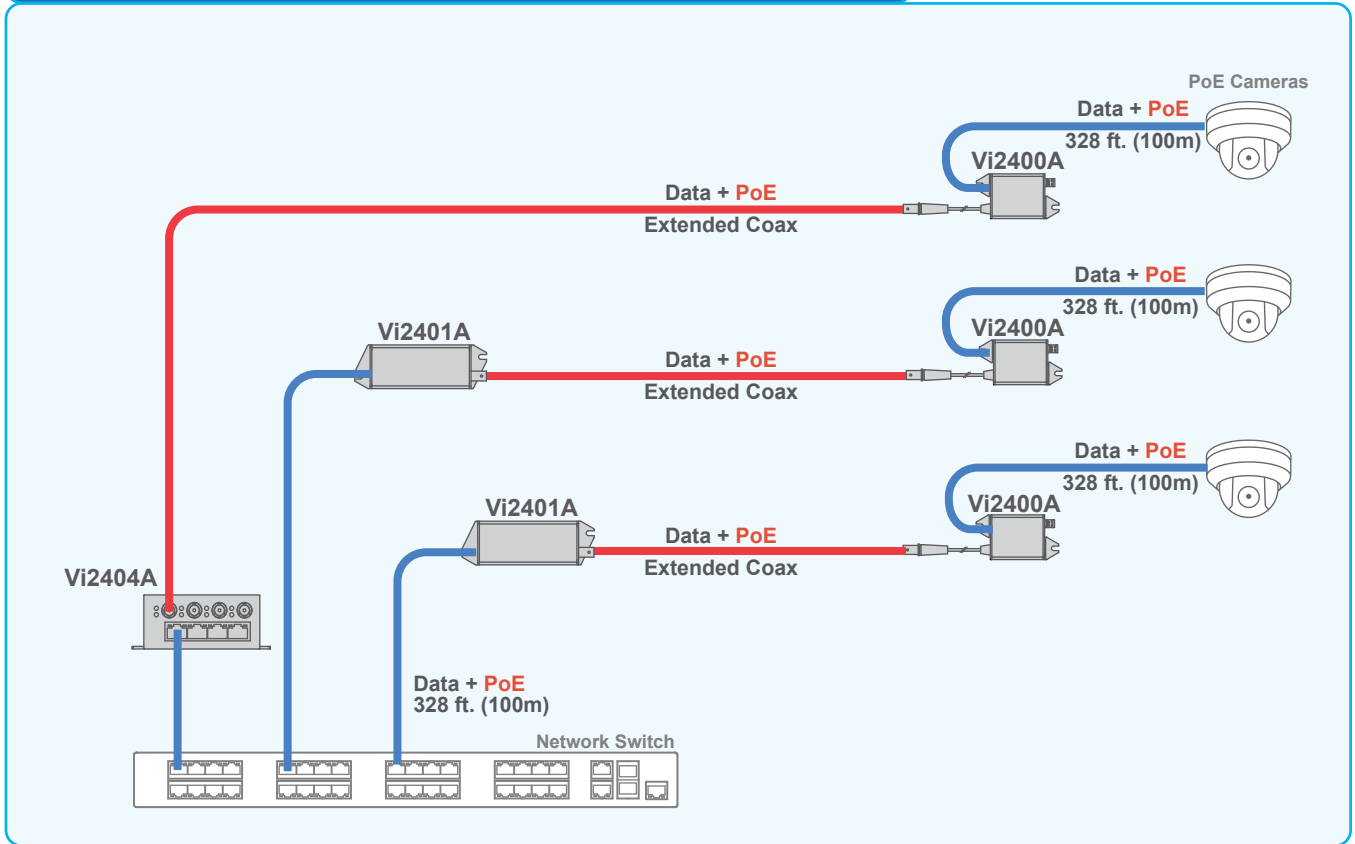 PoE Cameras
Data + PoE
328 ft. (100m)
Vi2400A
Data + PoE
Extended Coax
Data + PoE
328 ft. (100m)
Vi2400A
Vi2401A
Data + PoE
Extended Coax
Data + PoE
328 ft. (100m)
Vi2400A
Vi2401A
Data + PoE
Extended Coax
Vi2404A
Data + PoE
328 ft. (100m)
Network Switch